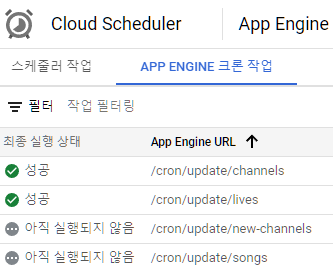 Cloud Scheduler App Engine
스케줄러 작업 APP ENGINE 크론 작업
필터 작업 필터링
최종 실행 상태 App Engine URL
성공 /cron/update/channels
성공 /cron/update/lives
아직 실행되지 않음 /cron/update/new-channels
아직 실행되지 않음 /cron/update/songs